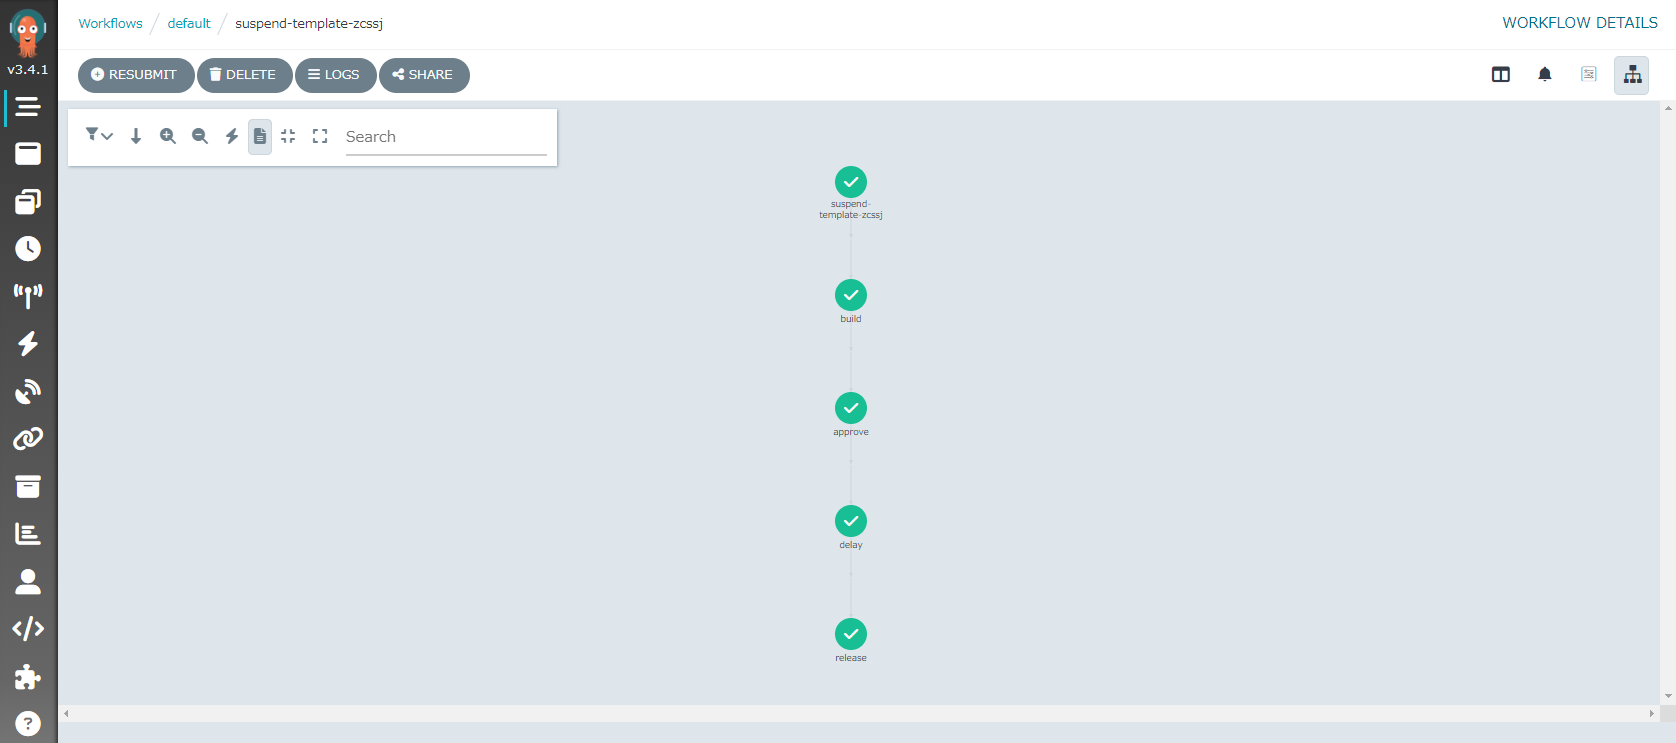 Workflows / default / suspend-template-zcssj
WORKFLOW DETAILS
v3.4.1
RESUBMIT DELETE LOGS SHARE
Search
suspend-
template-zcssj
build
approve
delay
release